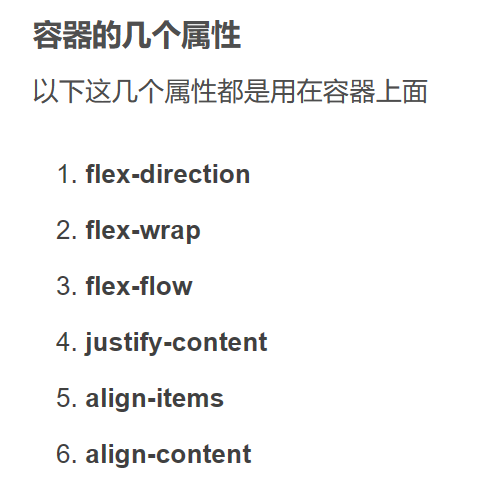 容器的几个属性
以下这几个属性都是用在容器上面
1. flex-direction
2. flex-wrap
3. flex-flow
4. justify-content
5. align-items
6. align-content